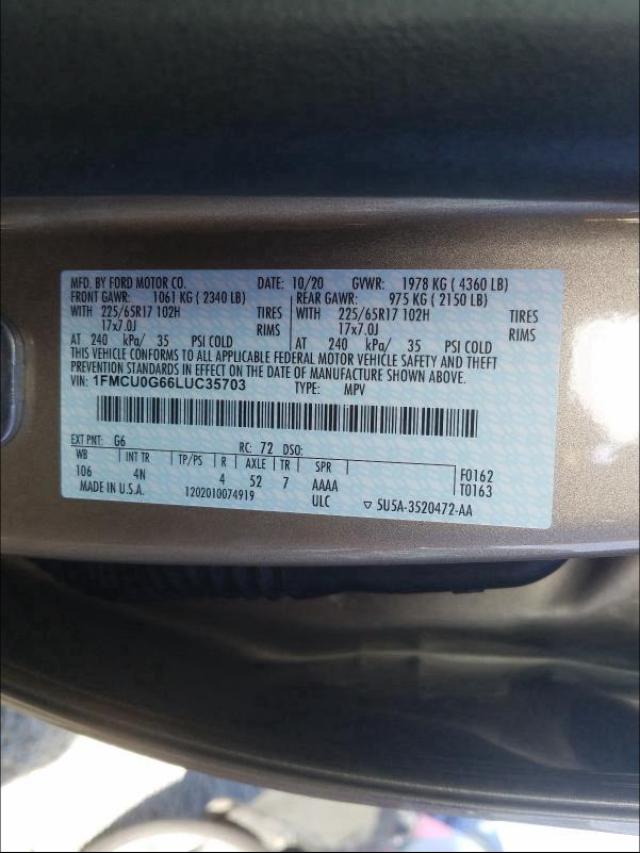 MFD. BY FORD MOTOR CO. DATE: 10/20 GVWR: 1978 KG ( 4360 LB)
FRONT GAWR: 1061 KG ( 2340 LB) REAR GAWR: 975 KG ( 2150 LB)
WITH 225/65R17 102H TIRES WITH 225/65R17 102H TIRES
17x7.0J RIMS 17x7.0J RIMS
AT 240 kPa/ 35 PSI COLD AT 240 kPa/ 35 PSI COLD
THIS VEHICLE CONFORMS TO ALL APPLICABLE FEDERAL MOTOR VEHICLE SAFETY AND THEFT
PREVENTION STANDARDS IN EFFECT ON THE DATE OF MANUFACTURE SHOWN ABOVE.
VIN: 1FMCU0G66LUC35703 TYPE: MPV
EXT PNT: G6 RC: 72 DSO:
WB INT TR TP/PS R AXLE TR SPR F0162
106 4N 4 52 7 AAAA T0163
MADE IN U.S.A. 1202010074919 ULC ▽ 5U5A-3520472-AA